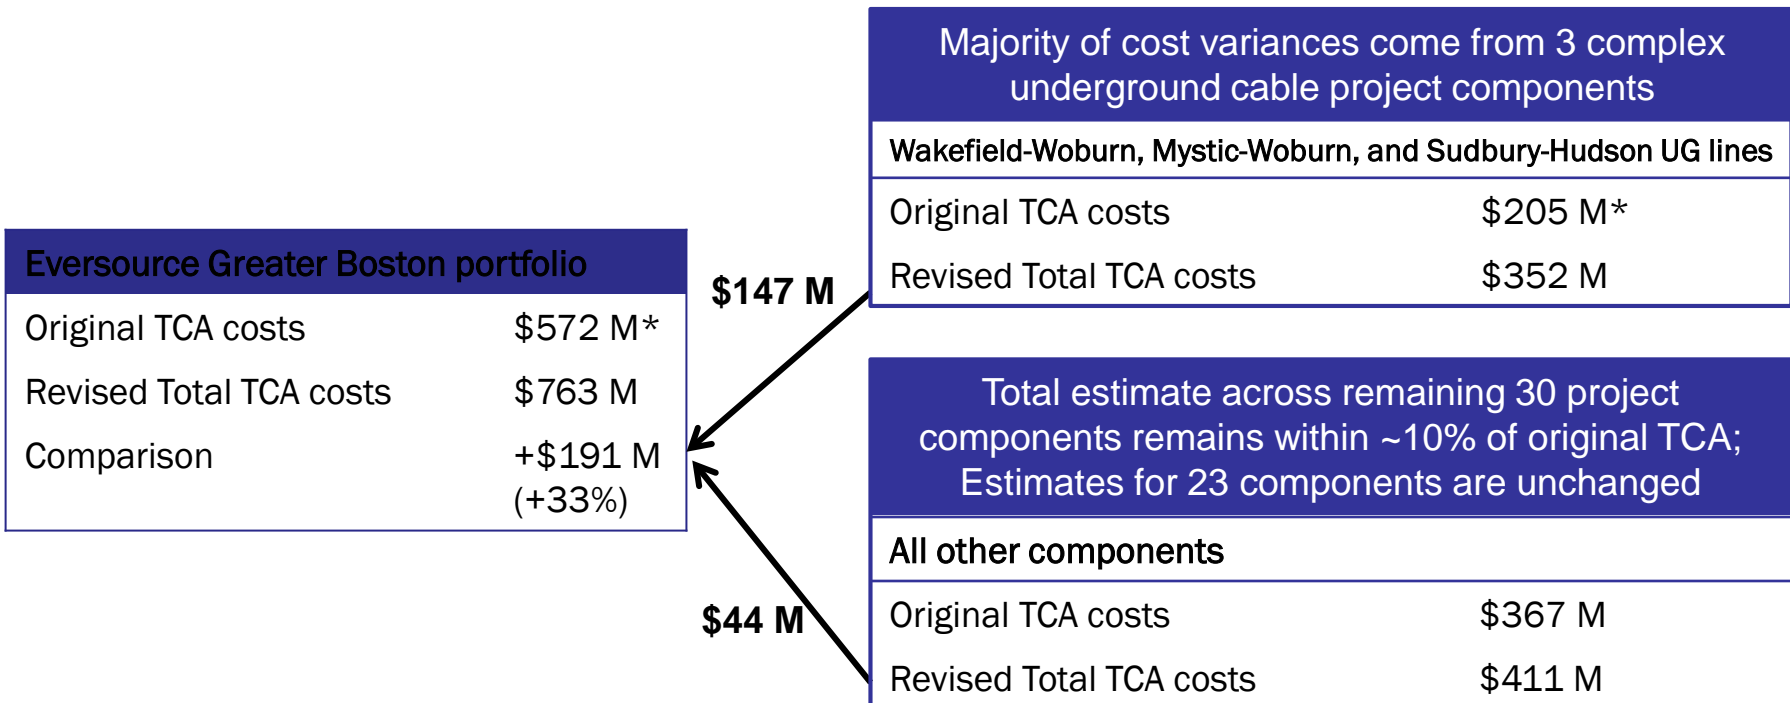 Eversource Greater Boston portfolio
Original TCA costs $572 M*
Revised Total TCA costs $763 M
Comparison +$191 M
(+33%)
$147 M
$44 M
Majority of cost variances come from 3 complex
underground cable project components
Wakefield-Woburn, Mystic-Woburn, and Sudbury-Hudson UG lines
Original TCA costs $205 M*
Revised Total TCA costs $352 M
Total estimate across remaining 30 project
components remains within ~10% of original TCA;
Estimates for 23 components are unchanged
All other components
Original TCA costs $367 M
Revised Total TCA costs $411 M